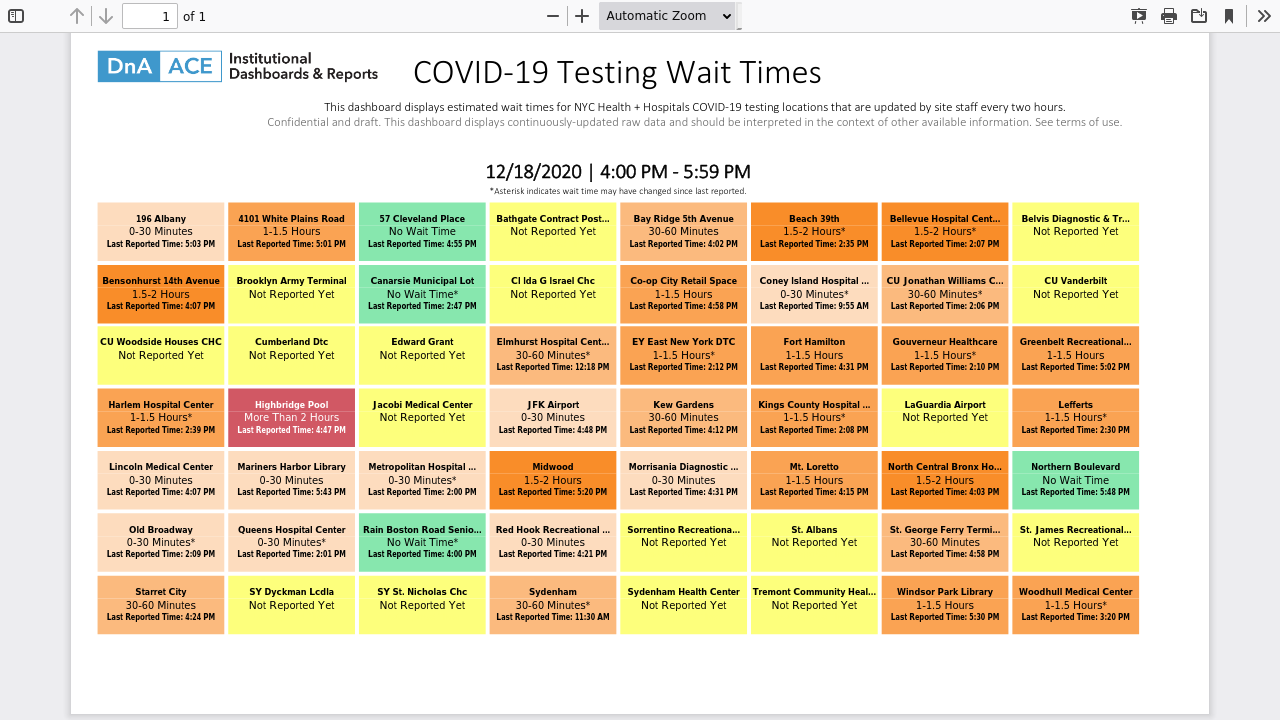 1 of 1
Automatic Zoom
DnA ACE Institutional
Dashboards & Reports
COVID-19 Testing Wait Times
This dashboard displays estimated wait times for NYC Health + Hospitals COVID-19 testing locations that are updated by site staff every two hours.
Confidential and draft. This dashboard displays continuously-updated raw data and should be interpreted in the context of other available information. See terms of use.
12/18/2020 | 4:00 PM - 5:59 PM
*Asterisk indicates wait time may have changed since last reported.
196 Albany
0-30 Minutes
Last Reported Time: 5:03 PM
4101 White Plains Road
1-1.5 Hours
Last Reported Time: 5:01 PM
57 Cleveland Place
No Wait Time
Last Reported Time: 4:55 PM
Bathgate Contract Post...
Not Reported Yet
Bay Ridge 5th Avenue
30-60 Minutes
Last Reported Time: 4:02 PM
Beach 39th
1.5-2 Hours*
Last Reported Time: 2:35 PM
Bellevue Hospital Cent...
1.5-2 Hours*
Last Reported Time: 2:07 PM
Belvis Diagnostic & Tr...
Not Reported Yet
Bensonhurst 14th Avenue
1.5-2 Hours
Last Reported Time: 4:07 PM
Brooklyn Army Terminal
Not Reported Yet
Canarsie Municipal Lot
No Wait Time*
Last Reported Time: 2:47 PM
Cl Ida G Israel Chc
Not Reported Yet
Co-op City Retail Space
1-1.5 Hours
Last Reported Time: 4:58 PM
Coney Island Hospital ...
0-30 Minutes*
Last Reported Time: 9:55 AM
CU Jonathan Williams C...
30-60 Minutes*
Last Reported Time: 2:06 PM
CU Vanderbilt
Not Reported Yet
CU Woodside Houses CHC
Not Reported Yet
Cumberland Dtc
Not Reported Yet
Edward Grant
Not Reported Yet
Elmhurst Hospital Cent...
30-60 Minutes*
Last Reported Time: 12:18 PM
EY East New York DTC
1-1.5 Hours*
Last Reported Time: 2:12 PM
Fort Hamilton
1-1.5 Hours
Last Reported Time: 4:31 PM
Gouverneur Healthcare
1-1.5 Hours*
Last Reported Time: 2:10 PM
Greenbelt Recreational...
1-1.5 Hours
Last Reported Time: 5:02 PM
Harlem Hospital Center
1-1.5 Hours*
Last Reported Time: 2:39 PM
Highbridge Pool
More Than 2 Hours
Last Reported Time: 4:47 PM
Jacobi Medical Center
Not Reported Yet
JFK Airport
0-30 Minutes
Last Reported Time: 4:48 PM
Kew Gardens
30-60 Minutes
Last Reported Time: 4:12 PM
Kings County Hospital ...
1-1.5 Hours*
Last Reported Time: 2:08 PM
LaGuardia Airport
Not Reported Yet
Lefferts
1-1.5 Hours*
Last Reported Time: 2:30 PM
Lincoln Medical Center
0-30 Minutes
Last Reported Time: 4:07 PM
Mariners Harbor Library
0-30 Minutes
Last Reported Time: 5:43 PM
Metropolitan Hospital ...
0-30 Minutes*
Last Reported Time: 2:00 PM
Midwood
1.5-2 Hours
Last Reported Time: 5:20 PM
Morrisania Diagnostic ...
0-30 Minutes
Last Reported Time: 4:31 PM
Mt. Loretto
1-1.5 Hours
Last Reported Time: 4:15 PM
North Central Bronx Ho...
1.5-2 Hours
Last Reported Time: 4:03 PM
Northern Boulevard
No Wait Time
Last Reported Time: 5:48 PM
Old Broadway
0-30 Minutes*
Last Reported Time: 2:09 PM
Queens Hospital Center
0-30 Minutes*
Last Reported Time: 2:01 PM
Rain Boston Road Senio...
No Wait Time*
Last Reported Time: 4:00 PM
Red Hook Recreational ...
0-30 Minutes
Last Reported Time: 4:21 PM
Sorrentino Recreationa...
Not Reported Yet
St. Albans
Not Reported Yet
St. George Ferry Termi...
30-60 Minutes
Last Reported Time: 4:58 PM
St. James Recreational...
Not Reported Yet
Starret City
30-60 Minutes
Last Reported Time: 4:24 PM
SY Dyckman Lcdla
Not Reported Yet
SY St. Nicholas Chc
Not Reported Yet
Sydenham
30-60 Minutes*
Last Reported Time: 11:30 AM
Sydenham Health Center
Not Reported Yet
Tremont Community Heal...
Not Reported Yet
Windsor Park Library
1-1.5 Hours
Last Reported Time: 5:30 PM
Woodhull Medical Center
1-1.5 Hours*
Last Reported Time: 3:20 PM